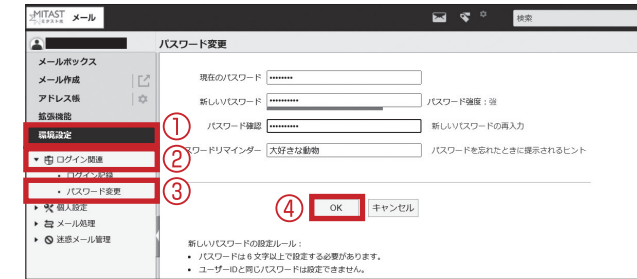 MITAST メール
検索
パスワード変更
メールボックス
メール作成
アドレス帳
拡張機能
環境設定
①
ログイン関連
②
ログイン記録
パスワード変更
③
個人設定
メール処理
迷惑メール管理
現在のパスワード ••••••••
新しいパスワード •••••••••• パスワード強度：強
パスワード確認 •••••••••• 新しいパスワードの再入力
スワードリマインダー 大好きな動物 パスワードを忘れたときに提示されるヒント
④ OK キャンセル
新しいパスワードの設定ルール：
• パスワードは6文字以上で設定する必要があります。
• ユーザーIDと同じパスワードは設定できません。